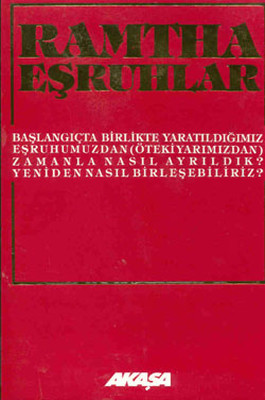 RAMTHA
EŞRUHLAR
BAŞLANGIÇTA BİRLİKTE YARATILDIĞIMIZ
EŞRUHUMUZDAN (ÖTEKİ YARIMIZDAN)
ZAMANLA NASIL AYRILDIK?
YENİDEN NASIL BİRLEŞEBİLİRİZ?
AKAŞA